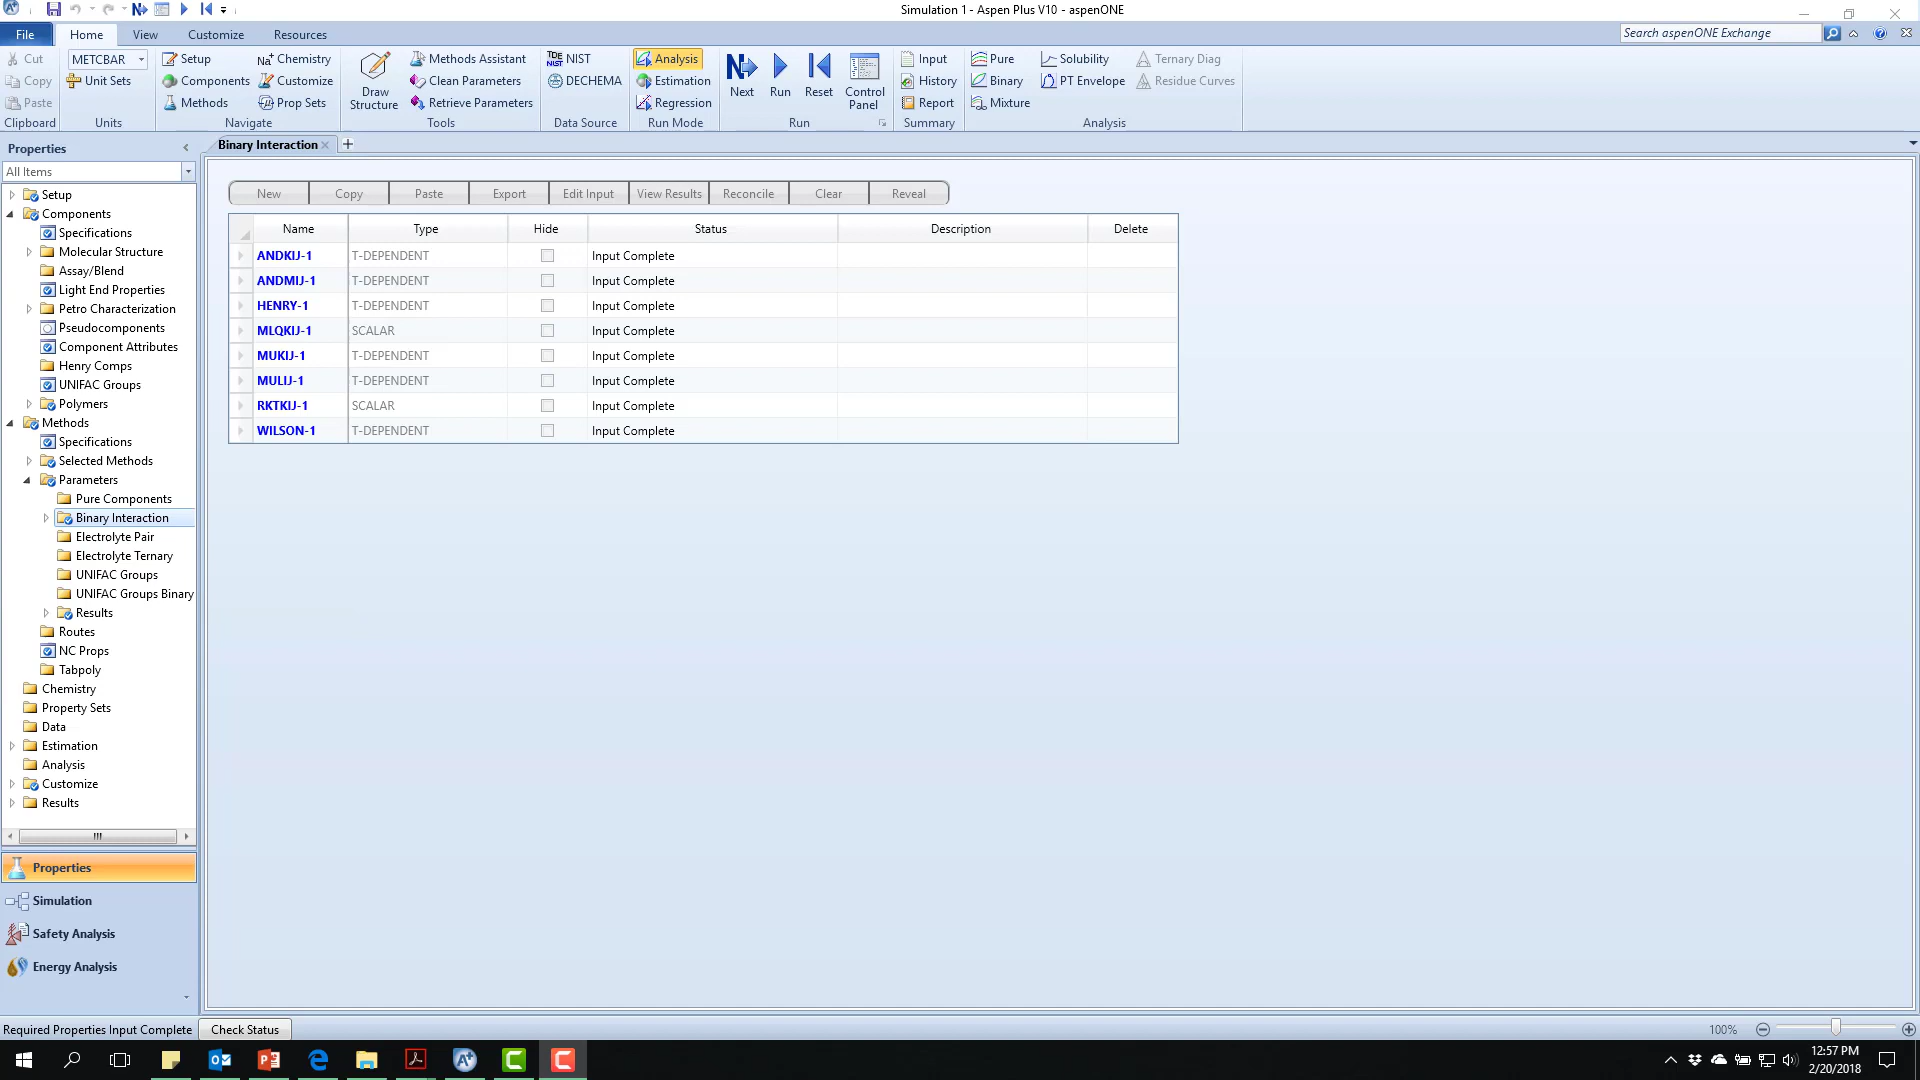 Simulation 1 - Aspen Plus V10 - aspenONE
File Home View Customize Resources
Search aspenONE Exchange
Cut METCBAR Setup Na+ Chemistry Methods Assistant NIST Analysis Input Pure Solubility Ternary Diag
Copy Unit Sets Components Customize Clean Parameters DECHEMA Estimation History Binary PT Envelope Residue Curves
Paste Methods Prop Sets Draw Structure Retrieve Parameters Regression Next Run Reset Control Panel Report Mixture
Clipboard Units Navigate Tools Data Source Run Mode Run Summary Analysis
Properties
Binary Interaction
All Items
Setup
Components
Specifications
Molecular Structure
Assay/Blend
Light End Properties
Petro Characterization
Pseudocomponents
Component Attributes
Henry Comps
UNIFAC Groups
Polymers
Methods
Specifications
Selected Methods
Parameters
Pure Components
Binary Interaction
Electrolyte Pair
Electrolyte Ternary
UNIFAC Groups
UNIFAC Groups Binary
Results
Routes
NC Props
Tabpoly
Chemistry
Property Sets
Data
Estimation
Analysis
Customize
Results
Properties
Simulation
Safety Analysis
Energy Analysis
New Copy Paste Export Edit Input View Results Reconcile Clear Reveal
Name Type Hide Status Description Delete
ANDKIJ-1 T-DEPENDENT Input Complete
ANDMIJ-1 T-DEPENDENT Input Complete
HENRY-1 T-DEPENDENT Input Complete
MLQKIJ-1 SCALAR Input Complete
MUKIJ-1 T-DEPENDENT Input Complete
MULIJ-1 T-DEPENDENT Input Complete
RKTKIJ-1 SCALAR Input Complete
WILSON-1 T-DEPENDENT Input Complete
Required Properties Input Complete Check Status 100%
12:57 PM
2/20/2018